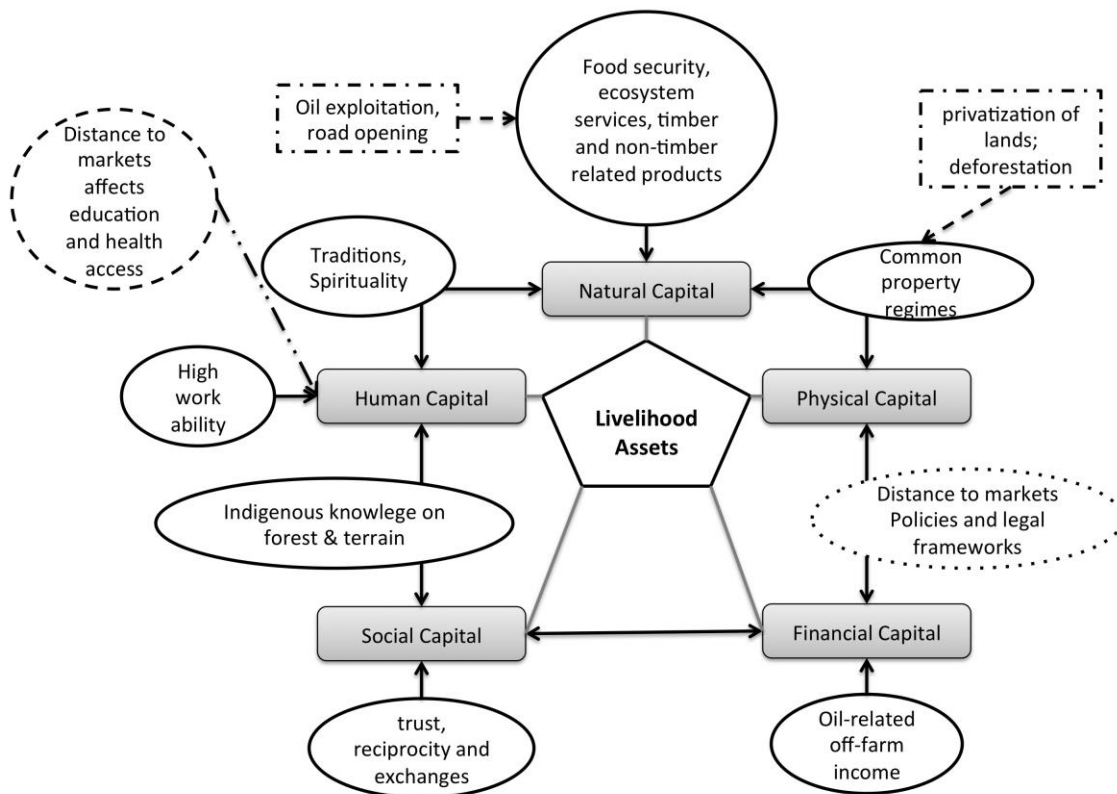 Food security,
ecosystem
services, timber
and non-timber
related products
Oil exploitation,
road opening
privatization of
lands;
deforestation
Distance to
markets
affects
education
and health
access
Traditions,
Spirituality
Natural Capital
Common
property
regimes
High
work
ability
Human Capital
Livelihood
Assets
Physical Capital
Indigenous knowlege on
forest & terrain
Distance to markets
Policies and legal
frameworks
Social Capital
Financial Capital
trust,
reciprocity and
exchanges
Oil-related
off-farm
income